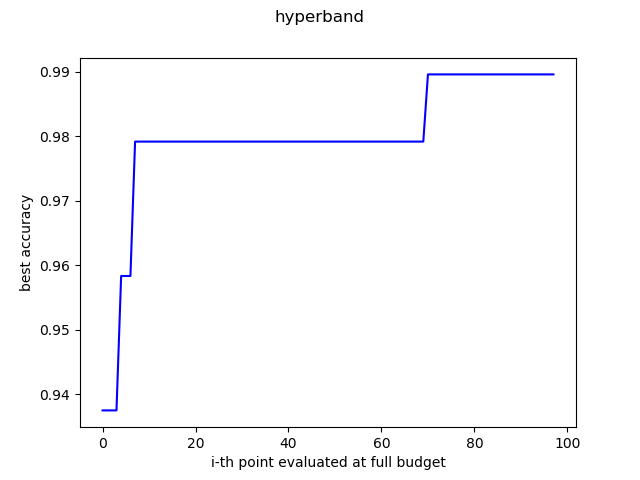 hyperband
0.99
0.98
0.97
0.96
0.95
0.94
best accuracy
0 20 40 60 80 100
i-th point evaluated at full budget